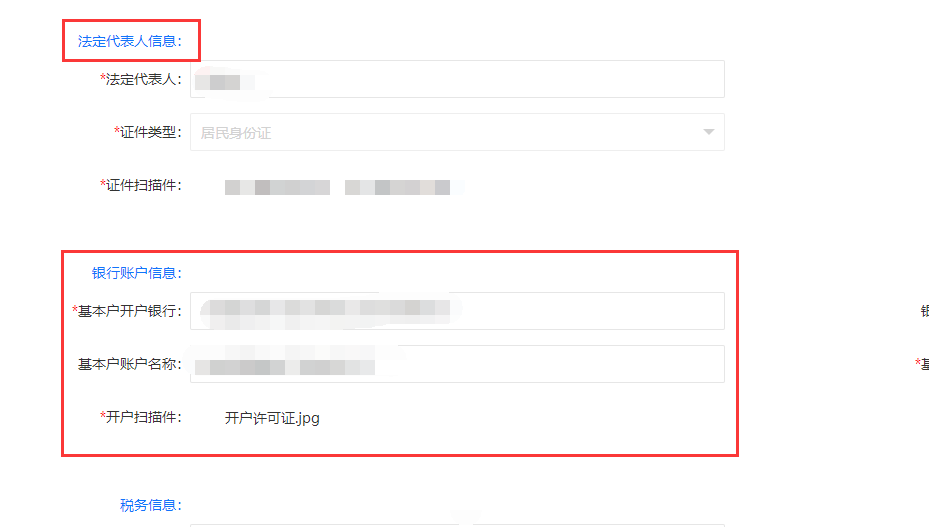 法定代表人信息：
*法定代表人：
*证件类型： 居民身份证
*证件扫描件：
银行账户信息：
*基本户开户银行：
基本户账户名称：
*开户扫描件： 开户许可证.jpg
税务信息：